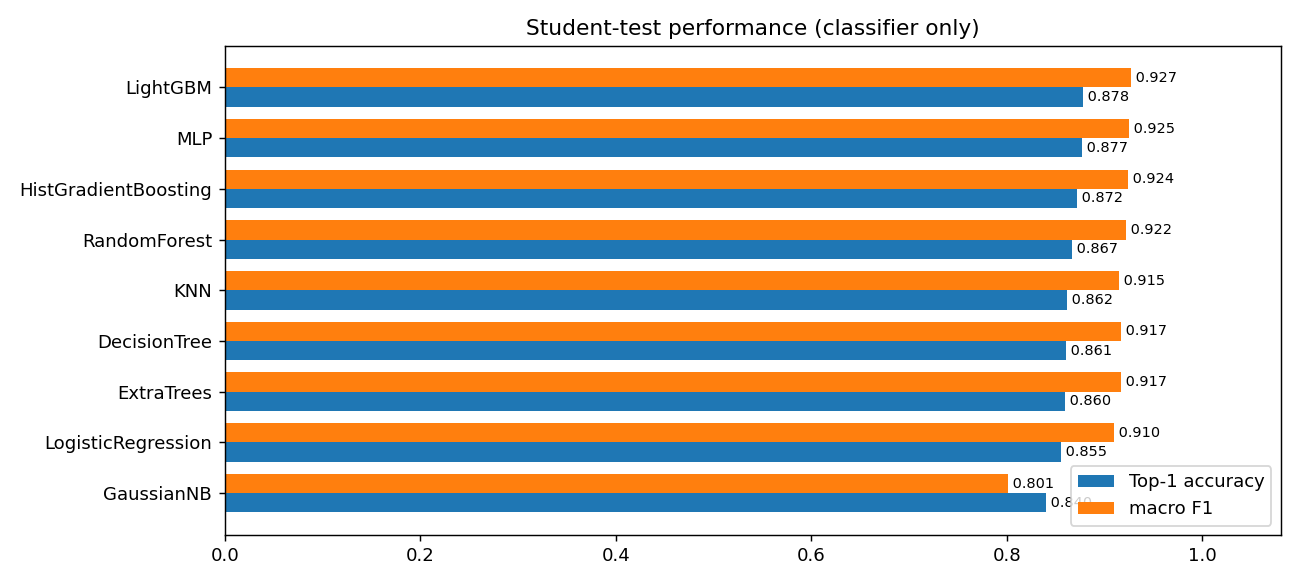 Student-test performance (classifier only)
LightGBM 0.927
0.878
MLP 0.925
0.877
HistGradientBoosting 0.924
0.872
RandomForest 0.922
0.867
KNN 0.915
0.862
DecisionTree 0.917
0.861
ExtraTrees 0.917
0.860
LogisticRegression 0.910
0.855
GaussianNB 0.801
0.840
Top-1 accuracy
macro F1
0.0 0.2 0.4 0.6 0.8 1.0